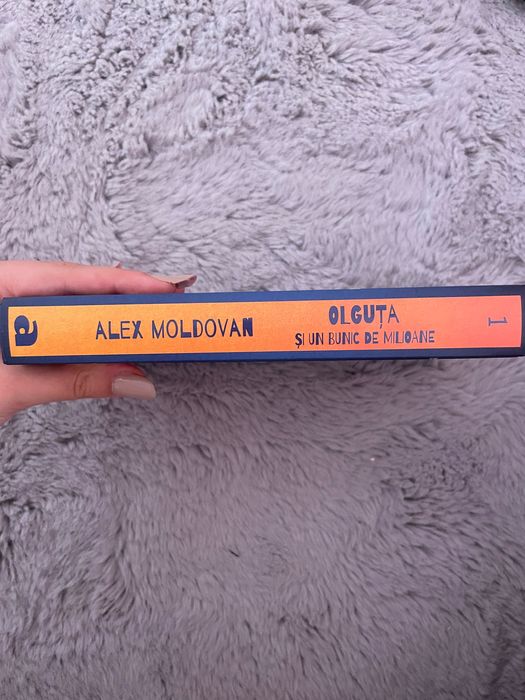 a
ALEX MOLDOVAN
OLGUȚA
ȘI UN BUNIC DE MILIOANE
1